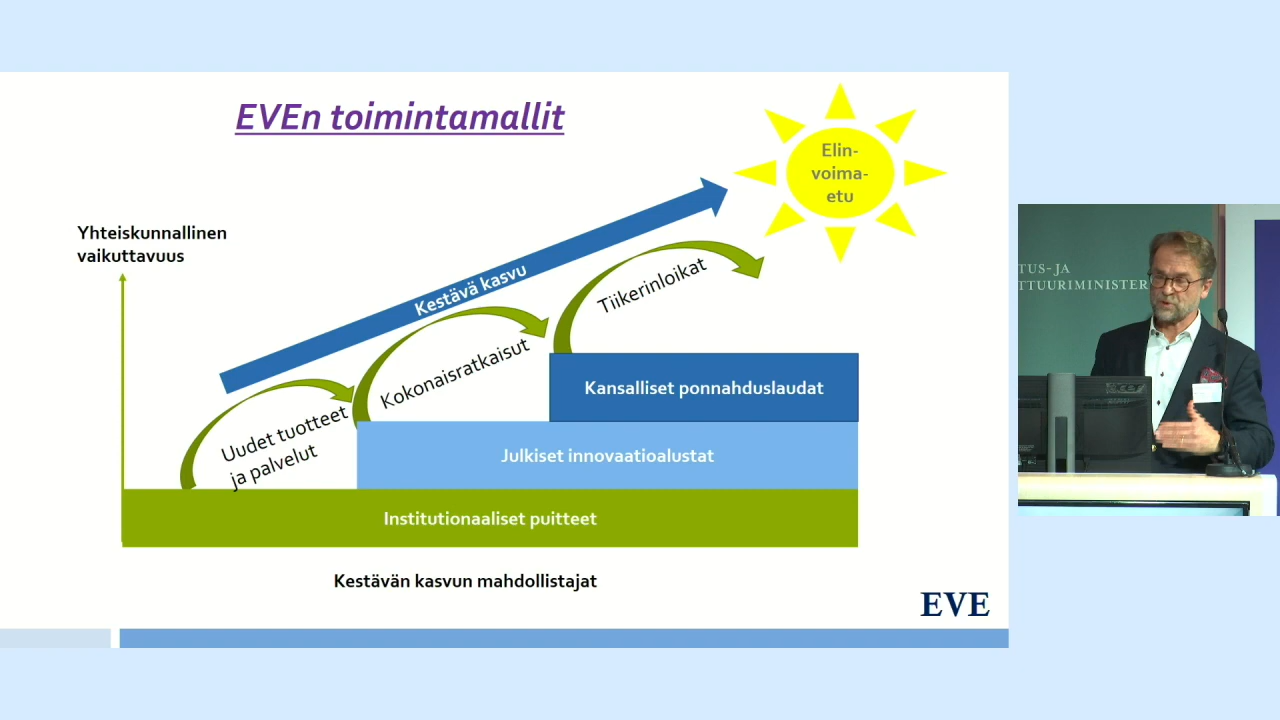 EVEn toimintamallit
Elin-
voima-
etu
Yhteiskunnallinen
vaikuttavuus
Kestävä kasvu
Tiikerinloikat
Kokonaisratkaisut
Uudet tuotteet
ja palvelut
Kansalliset ponnahduslaudat
Julkiset innovaatioalustat
Institutionaaliset puitteet
Kestävän kasvun mahdollistajat
EVE
TUS- JA
TTUURIMINISTER